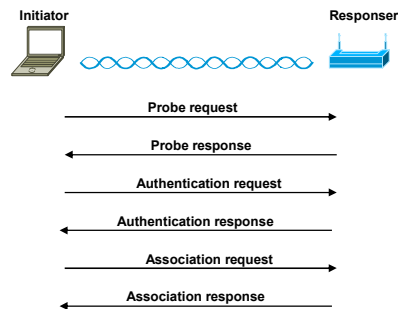 Initiator
Responser
Probe request
Probe response
Authentication request
Authentication response
Association request
Association response